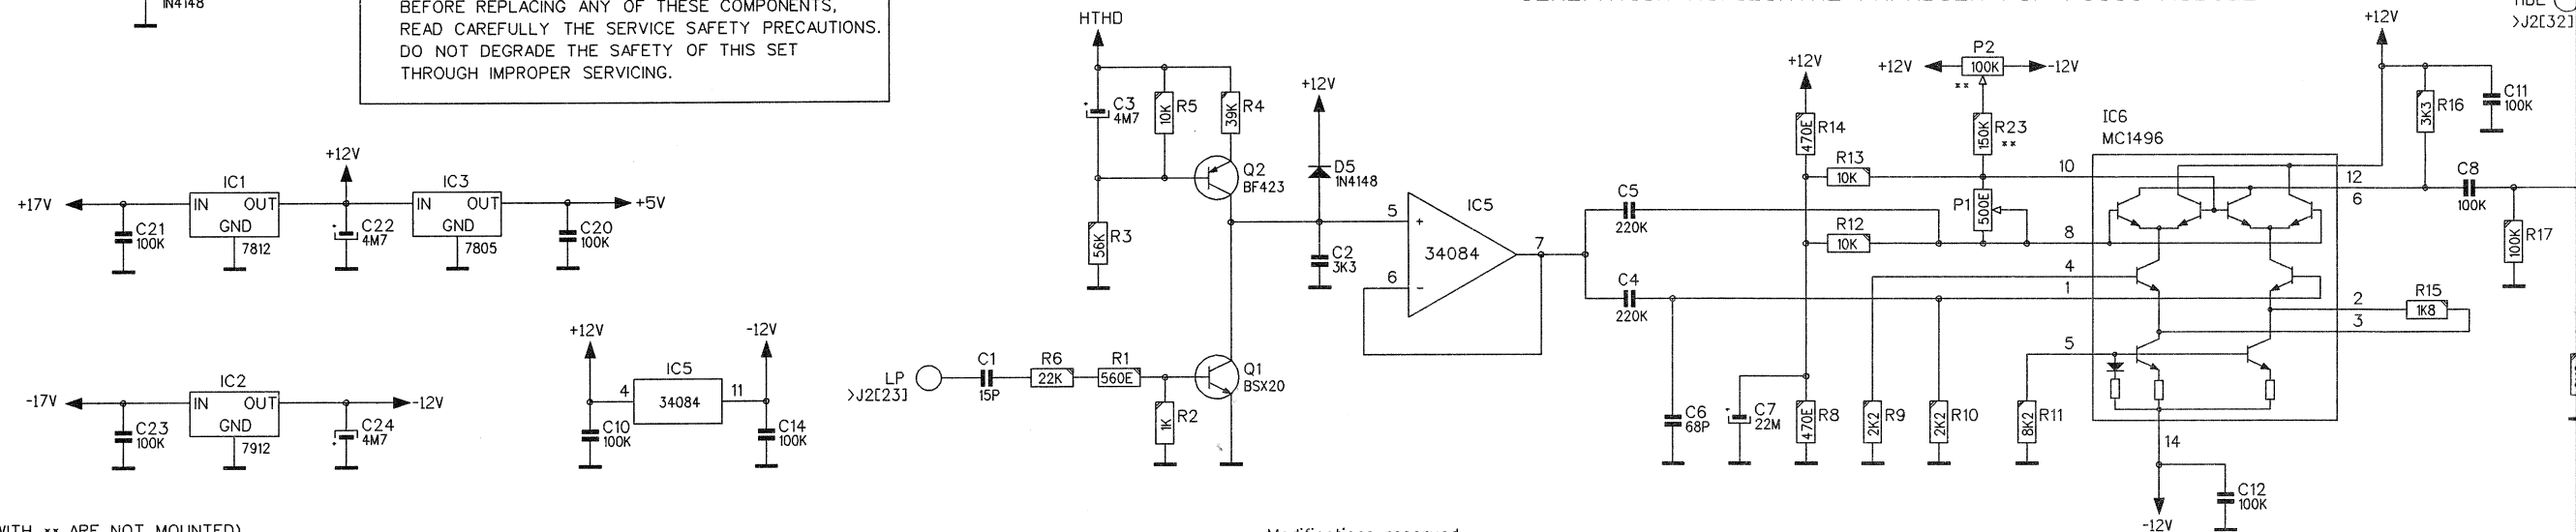 1N4148
BEFORE REPLACING ANY OF THESE COMPONENTS,
READ CAREFULLY THE SERVICE SAFETY PRECAUTIONS.
DO NOT DEGRADE THE SAFETY OF THIS SET
THROUGH IMPROPER SERVICING.
+17V
C21
100K
IC1
IN OUT
GND
7812
+12V
C22
4M7
IC3
IN OUT
GND
7805
C20
100K
+5V
-17V
C23
100K
IC2
IN OUT
GND
7912
C24
4M7
-12V
+12V
C10
100K
4
IC5
34084
11
-12V
C14
100K
HTHD
C3
4M7
R5
10K
R4
39K
Q2
BF423
R3
56K
+12V
D5
1N4148
C2
3K3
LP
>J2[23]
C1
15P
R6
22K
R1
560E
R2
1K
Q1
BSX20
5
+
6
-
IC5
34084
7
C5
220K
C4
220K
+12V
R14
470E
R13
10K
R12
10K
+12V
P2
100K
-12V
**
R23
150K
**
P1
500E
C6
68P
C7
22M
R8
470E
R9
2K2
R10
2K2
R11
8K2
IC6
MC1496
10
8
4
1
5
12
6
2
3
14
R15
1K8
+12V
R16
3K3
C11
100K
C8
100K
R17
100K
C12
100K
-12V
>J2[32]
WITH ** ARE NOT MOUNTED)